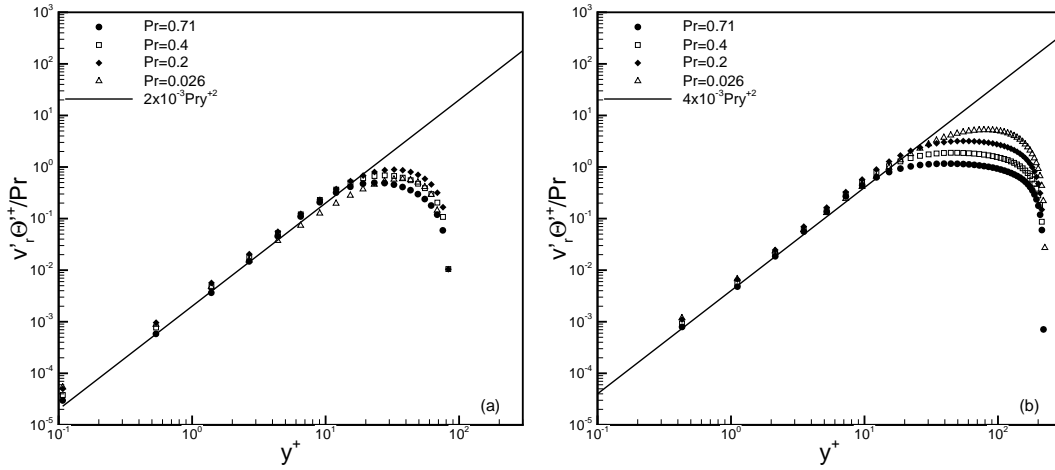 Pr=0.71
Pr=0.4
Pr=0.2
Pr=0.026
2x10⁻³Pry⁺²
10³
10²
10¹
10⁰
10⁻¹
10⁻²
10⁻³
10⁻⁴
10⁻⁵
v'ᵣΘ'⁺/Pr
10⁻¹
10⁰
10¹
10²
y⁺
(a)
Pr=0.71
Pr=0.4
Pr=0.2
Pr=0.026
4x10⁻³Pry⁺²
10³
10²
10¹
10⁰
10⁻¹
10⁻²
10⁻³
10⁻⁴
10⁻⁵
v'ᵣΘ'⁺/Pr
10⁻¹
10⁰
10¹
10²
y⁺
(b)